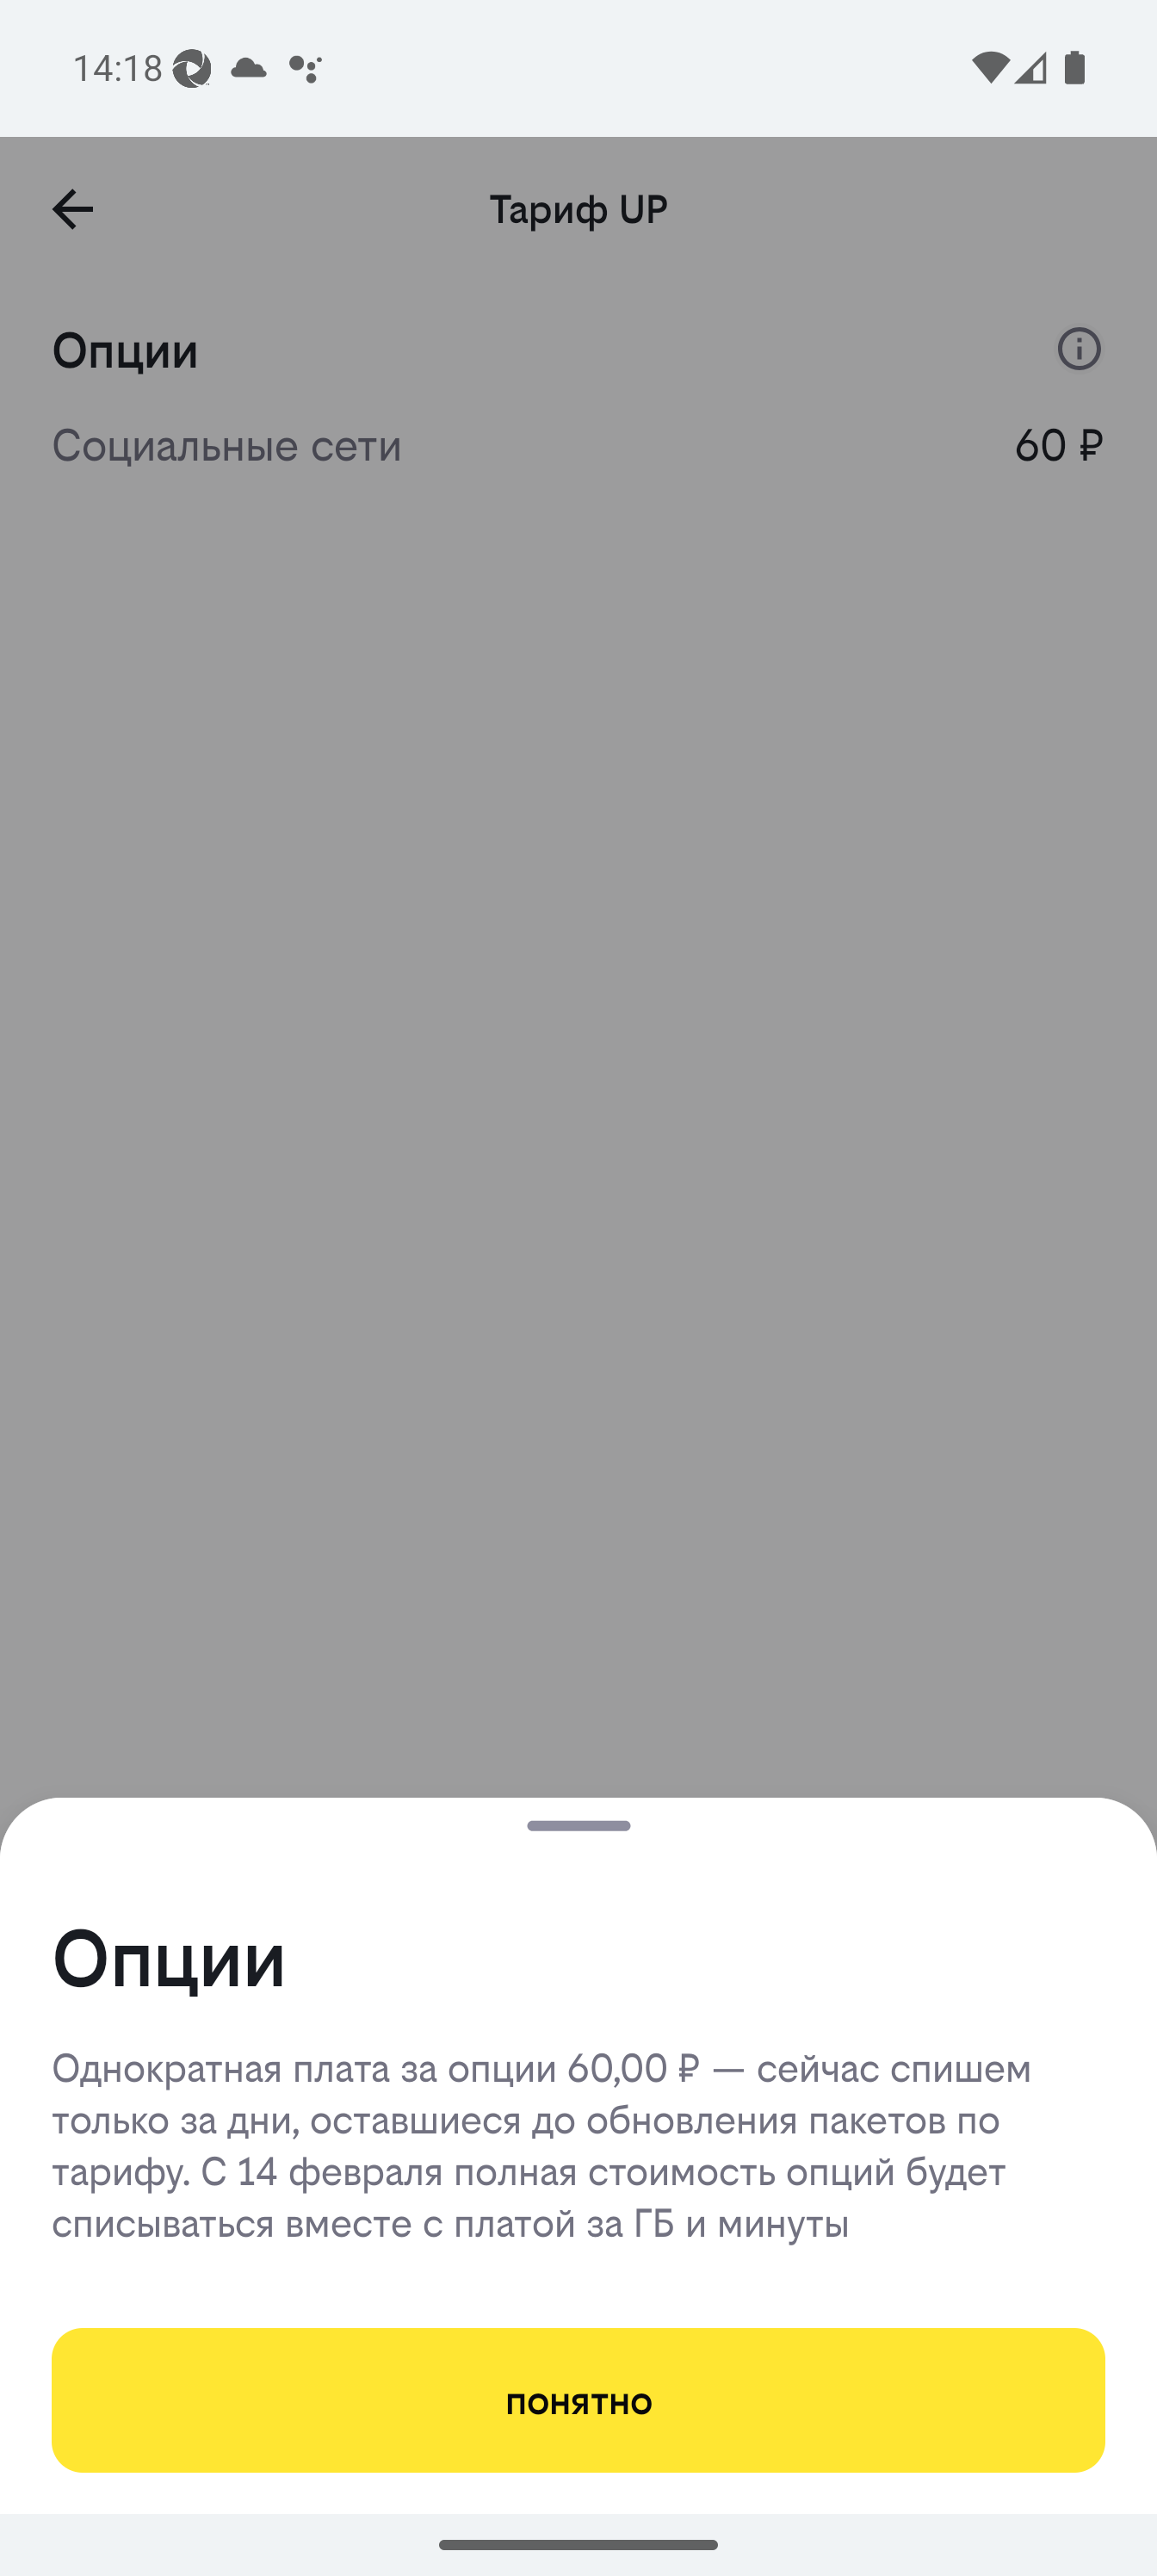 14:18
Тариф UP
Опции
Социальные сети 60 ₽
Опции
Однократная плата за опции 60,00 ₽ — сейчас спишем
только за дни, оставшиеся до обновления пакетов по
тарифу. С 14 февраля полная стоимость опций будет
списываться вместе с платой за ГБ и минуты
понятно